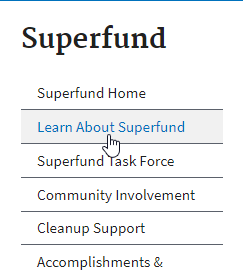 Superfund
Superfund Home
Learn About Superfund
Superfund Task Force
Community Involvement
Cleanup Support
Accomplishments &